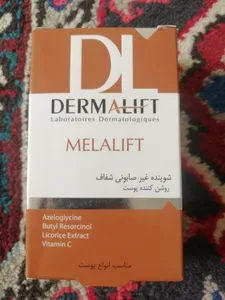 DL
DERMALIFT
Laboratoires Dermatologiques
MELALIFT
شوینده غیر صابونی شفاف
روشن کننده پوست
Azeloglycine
Butyl Resorcinol
Licorice Extract
Vitamin C
مناسب انواع پوست